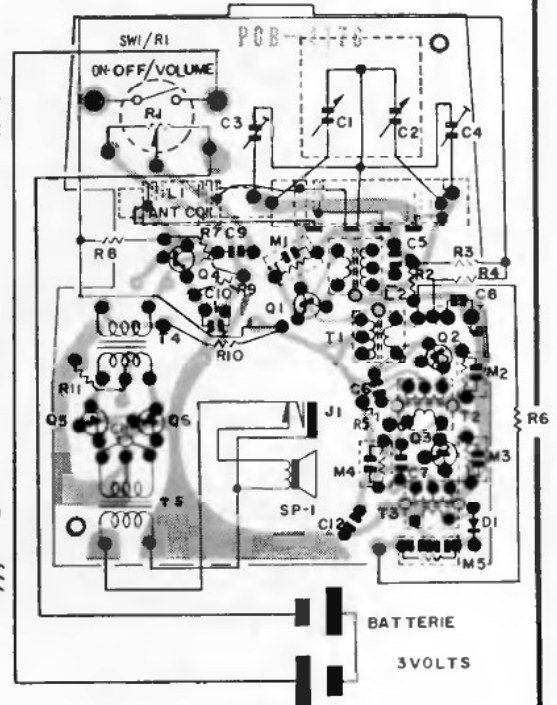 SW1/R1
ON-OFF/VOLUME
R1
C3
C1
C2
C4
L1
ANT COIL
R8
R7
C9
M1
C5
R3
Q4
R2
R4
R9
C10
Q1
L2
C8
T4
T1
Q2
R10
M2
R11
C6
T2
R6
J1
R5
Q5
Q6
Q3
M4
C7
M3
SP-1
T5
T3
C12
D1
M5
BATTERIE
3VOLTS